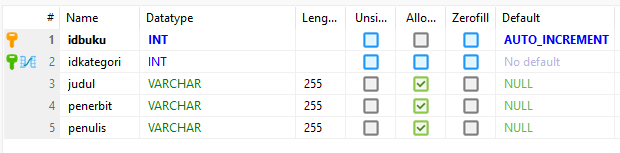 # Name Datatype Leng... Unsi... Allo... Zerofill Default
1 idbuku INT AUTO_INCREMENT
2 idkategori INT No default
3 judul VARCHAR 255 NULL
4 penerbit VARCHAR 255 NULL
5 penulis VARCHAR 255 NULL